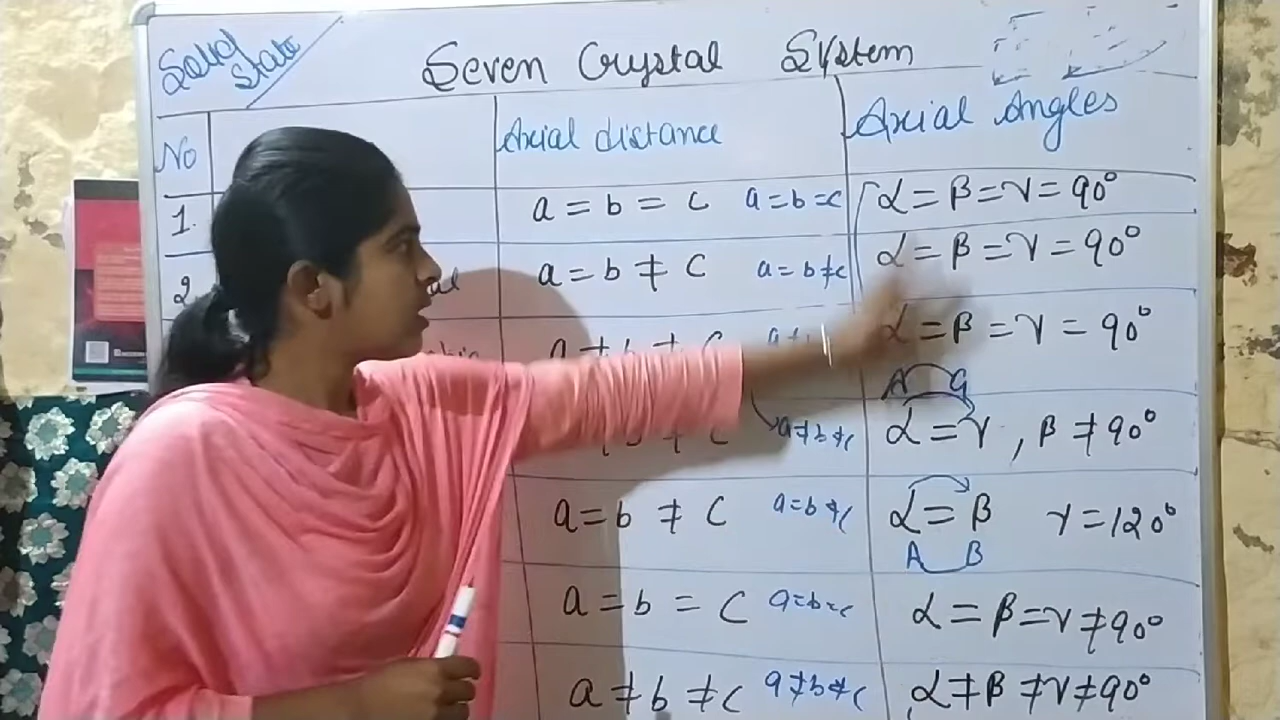 Solid state
Seven Crystal System
No Axial distance Axial Angles
1. a = b = c a = b = c α = β = γ = 90°
2 al a = b ≠ c a = b ≠ c α = β = γ = 90°
a ≠ b ≠ c α = β = γ = 90°
A G
b ≠ c a ≠ b ≠ c α = γ , β ≠ 90°
a = b ≠ c a = b ≠ c α = β γ = 120°
A B
a = b = c a = b = c α = β = γ ≠ 90°
a ≠ b ≠ c a ≠ b ≠ c α ≠ β ≠ γ ≠ 90°